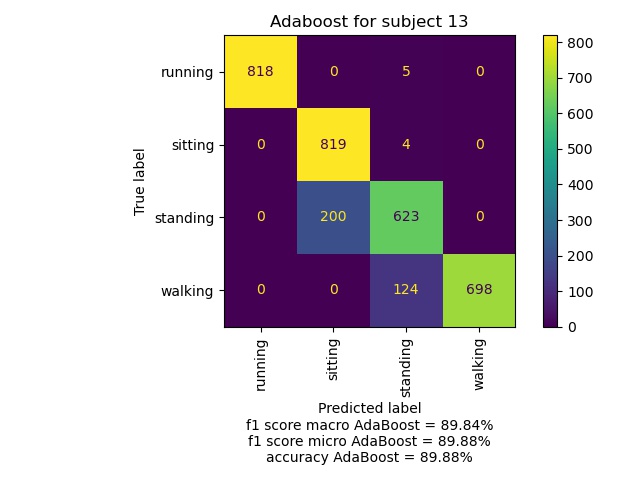 Adaboost for subject 13
True label
running 818 0 5 0
sitting 0 819 4 0
standing 0 200 623 0
walking 0 0 124 698
running sitting standing walking
Predicted label
f1 score macro AdaBoost = 89.84%
f1 score micro AdaBoost = 89.88%
accuracy AdaBoost = 89.88%
800
700
600
500
400
300
200
100
0